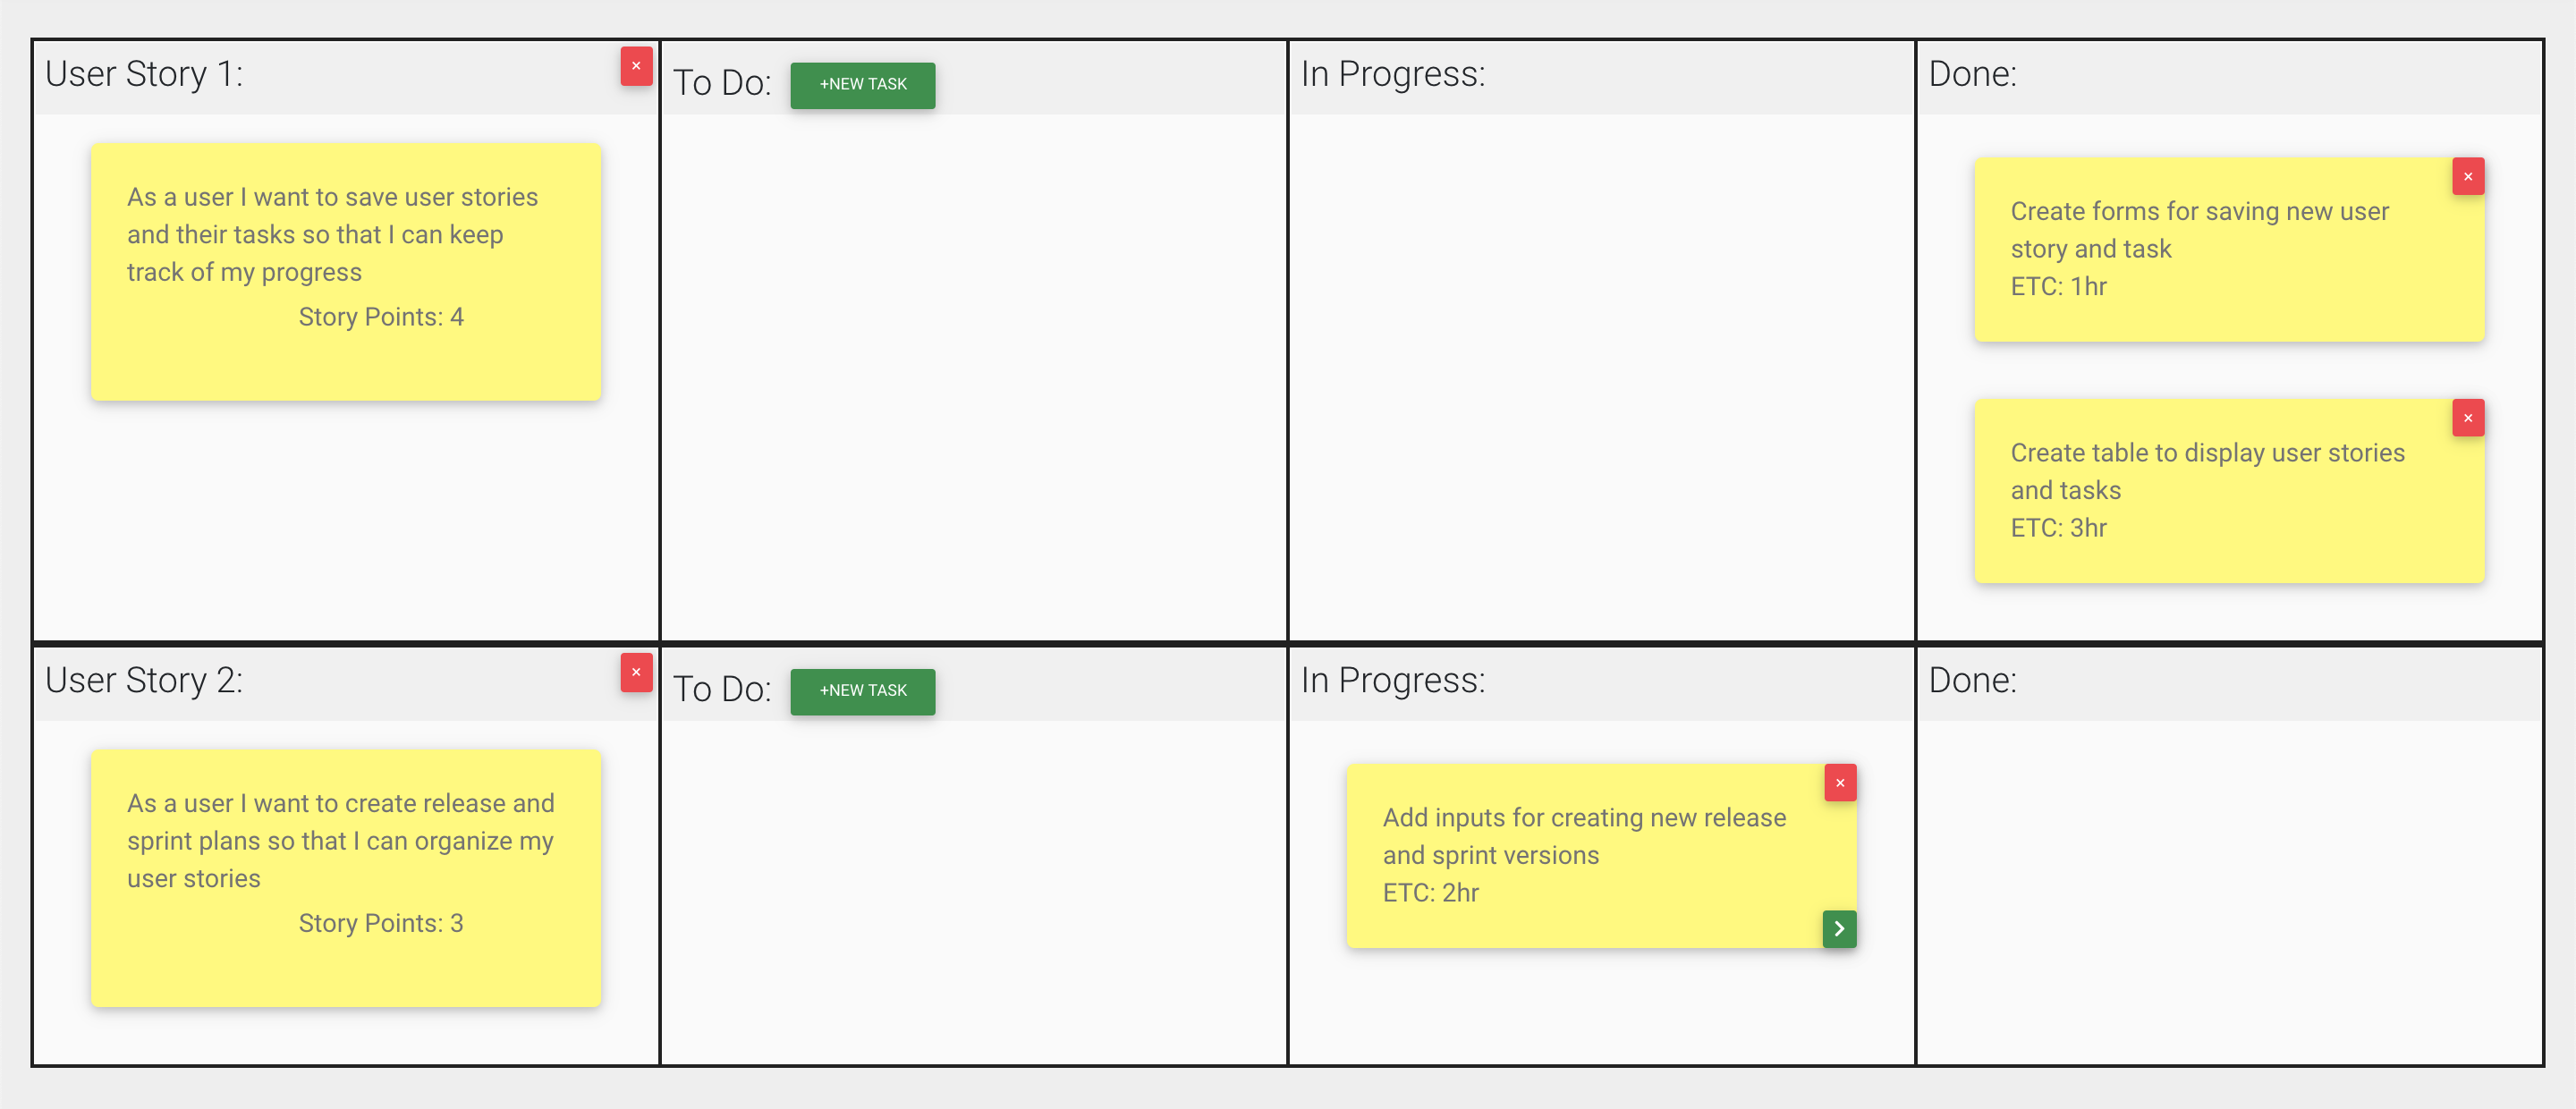 User Story 1:
×
To Do:
+NEW TASK
In Progress:
Done:
As a user I want to save user stories
and their tasks so that I can keep
track of my progress
Story Points: 4
×
Create forms for saving new user
story and task
ETC: 1hr
×
Create table to display user stories
and tasks
ETC: 3hr
User Story 2:
×
To Do:
+NEW TASK
In Progress:
Done:
As a user I want to create release and
sprint plans so that I can organize my
user stories
Story Points: 3
×
Add inputs for creating new release
and sprint versions
ETC: 2hr